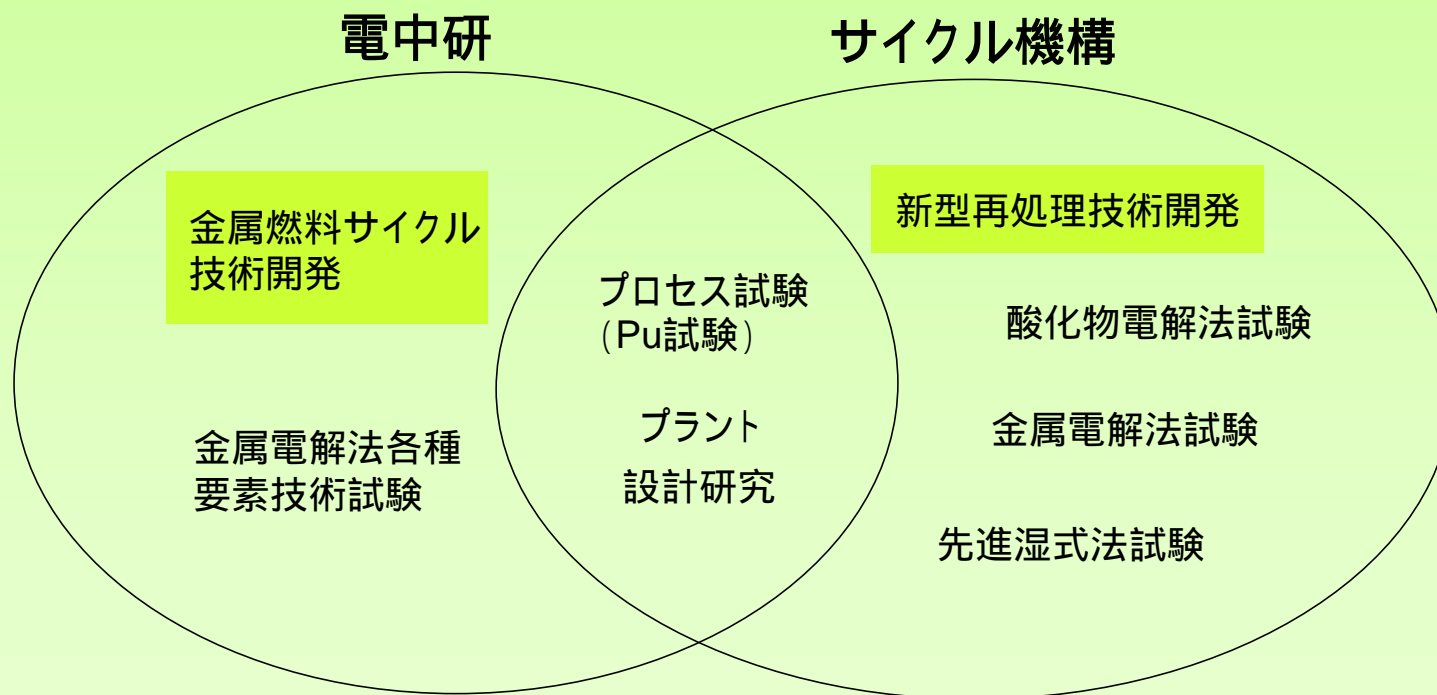 電中研
サイクル機構
金属燃料サイクル
技術開発
金属電解法各種
要素技術試験
プロセス試験
(Pu試験)
プラント
設計研究
新型再処理技術開発
酸化物電解法試験
金属電解法試験
先進湿式法試験